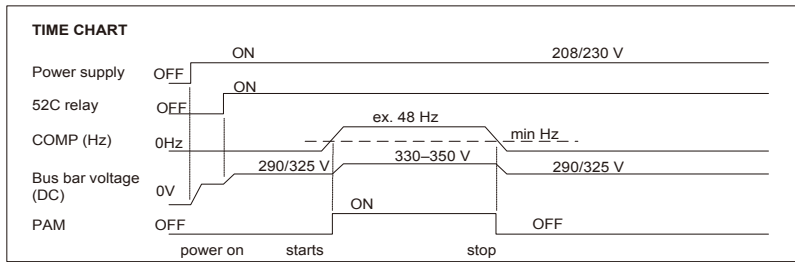 TIME CHART
ON 208/230 V
Power supply OFF
ON
52C relay OFF
ex. 48 Hz
COMP (Hz) 0Hz min Hz
290/325 V 330–350 V 290/325 V
Bus bar voltage
(DC) 0V
ON
PAM OFF OFF
power on starts stop